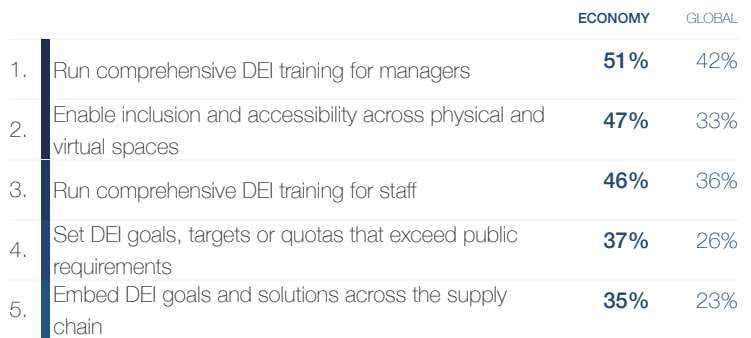 ECONOMY GLOBAL
1. Run comprehensive DEI training for managers 51% 42%
2. Enable inclusion and accessibility across physical and
virtual spaces 47% 33%
3. Run comprehensive DEI training for staff 46% 36%
4. Set DEI goals, targets or quotas that exceed public
requirements 37% 26%
5. Embed DEI goals and solutions across the supply
chain 35% 23%